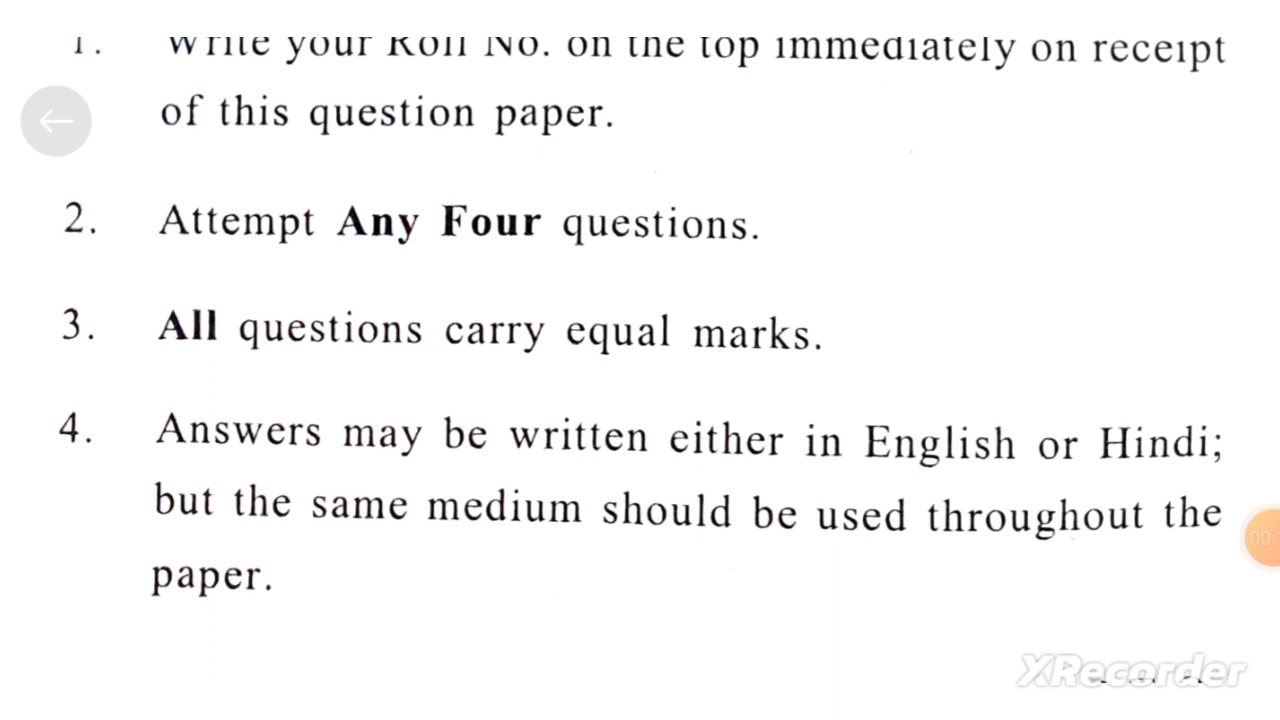 1. Write your Roll No. on the top immediately on receipt
of this question paper.
2. Attempt Any Four questions.
3. All questions carry equal marks.
4. Answers may be written either in English or Hindi;
but the same medium should be used throughout the
paper.
00:
XRecorder